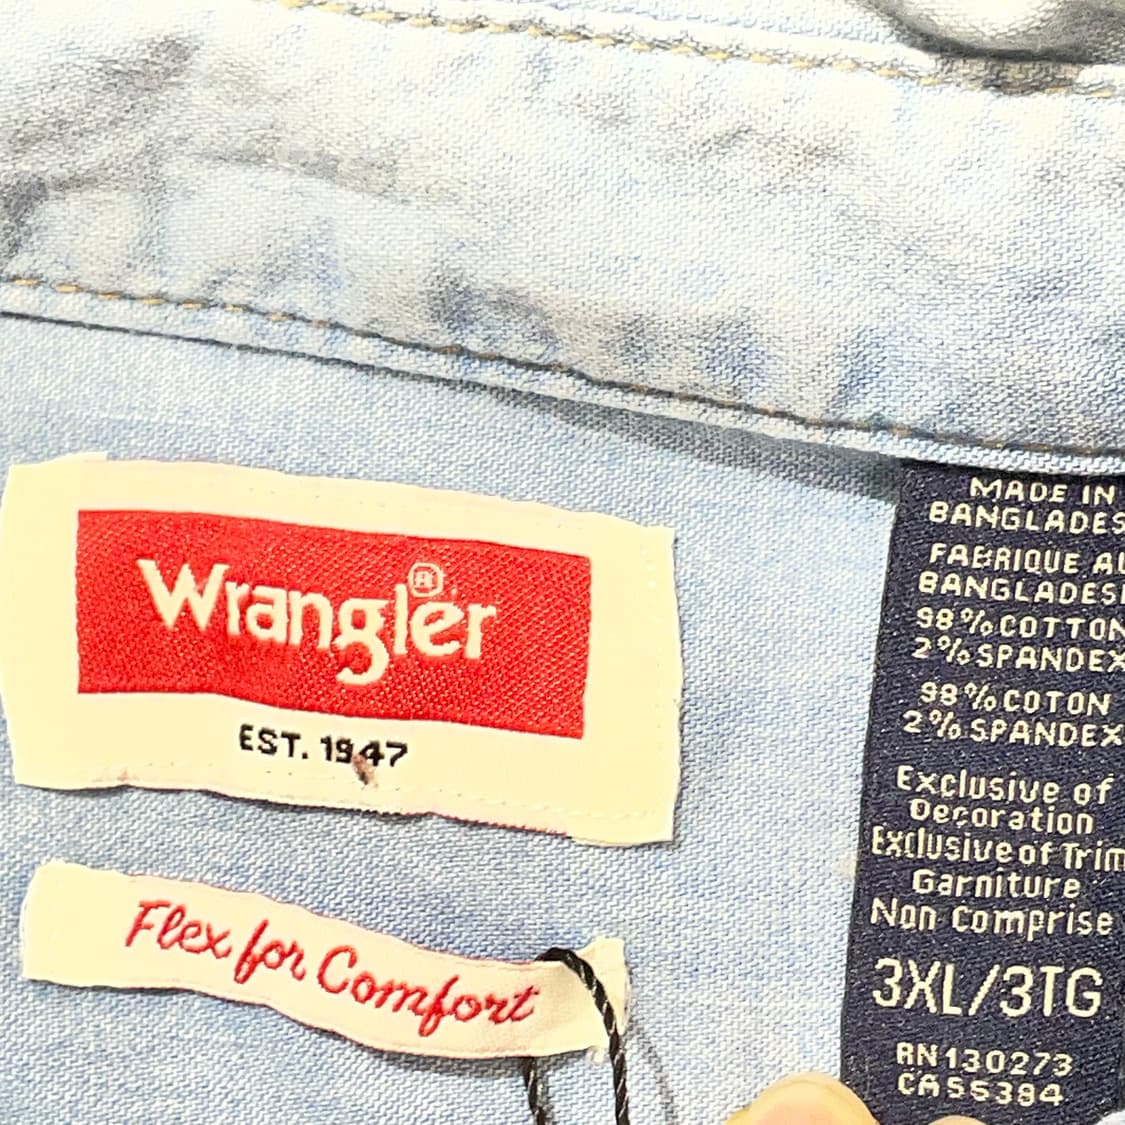 Wrangler®
EST. 1947
Flex for Comfort
MADE IN
BANGLADES
FABRIQUE AU
BANGLADES
98% COTTON
2% SPANDEX
98% COTON
2% SPANDEX
Exclusive of
Decoration
Exclusive of Trim
Garniture
Non Comprise
3XL/3TG
RN130273
CA55384